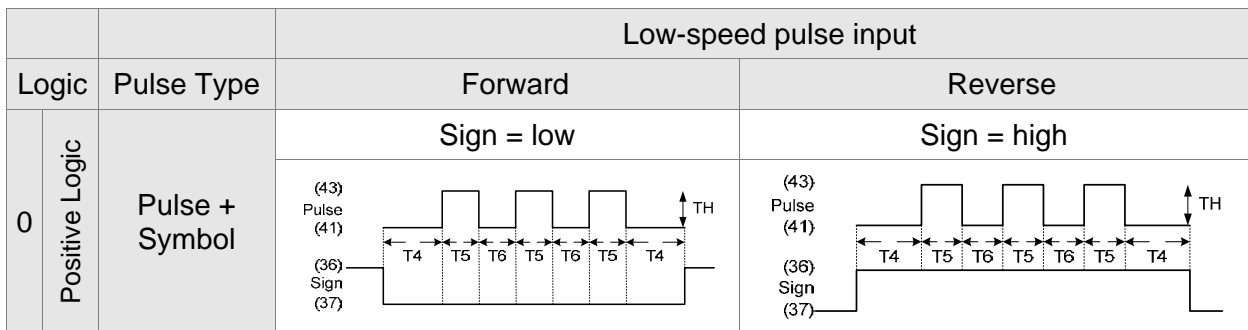 Low-speed pulse input
Logic Pulse Type Forward Reverse
0 Positive Logic Pulse +
Symbol
Sign = low
Sign = high
(43)
Pulse
(41)
TH
T4 T5 T6 T5 T6 T5 T4
(36)
Sign
(37)
(43)
Pulse
(41)
TH
T4 T5 T6 T5 T6 T5 T4
(36)
Sign
(37)